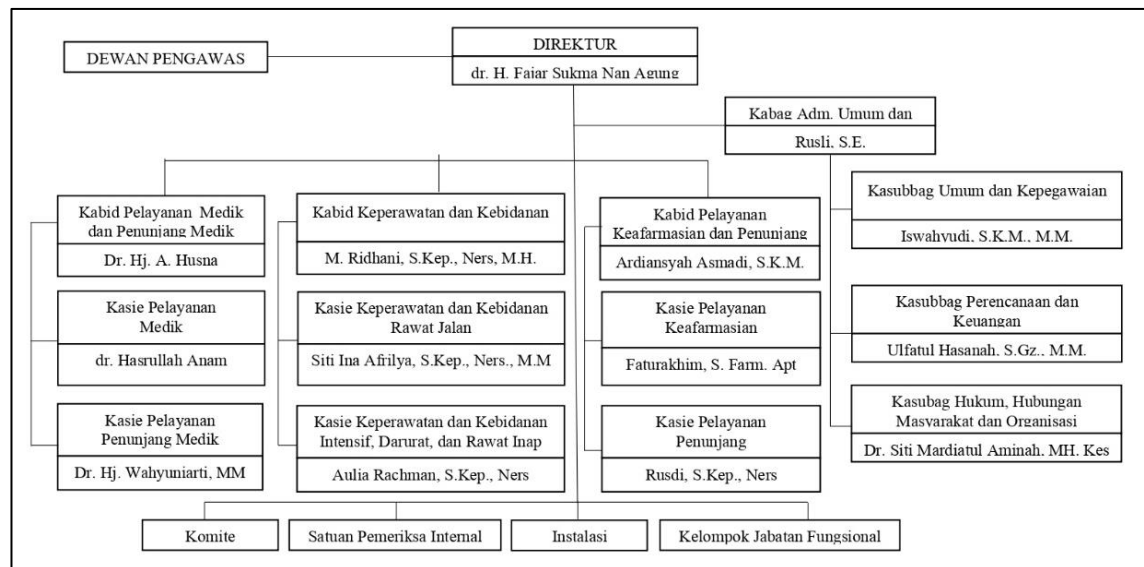 DEWAN PENGAWAS
DIREKTUR
dr. H. Fajar Sukma Nan Agung
Kabag Adm. Umum dan
Rusli, S.E.
Kabid Pelayanan Medik
dan Penunjang Medik
Dr. Hj. A. Husna
Kasie Pelayanan
Medik
dr. Hasrullah Anam
Kasie Pelayanan
Penunjang Medik
Dr. Hj. Wahyuniarti, MM
Kabid Keperawatan dan Kebidanan
M. Ridhani, S.Kep., Ners, M.H.
Kasie Keperawatan dan Kebidanan
Rawat Jalan
Siti Ina Afrilya, S.Kep., Ners., M.M
Kasie Keperawatan dan Kebidanan
Intensif, Darurat, dan Rawat Inap
Aulia Rachman, S.Kep., Ners
Kabid Pelayanan
Keafarmasian dan Penunjang
Ardiansyah Asmadi, S.K.M.
Kasie Pelayanan
Keafarmasian
Faturakhim, S. Farm. Apt
Kasie Pelayanan
Penunjang
Rusdi, S.Kep., Ners
Kasubbag Umum dan Kepegawaian
Iswahyudi, S.K.M., M.M.
Kasubbag Perencanaan dan
Keuangan
Ulfatul Hasanah, S.Gz., M.M.
Kasubag Hukum, Hubungan
Masyarakat dan Organisasi
Dr. Siti Mardiatul Aminah, MH. Kes
Komite
Satuan Pemeriksa Internal
Instalasi
Kelompok Jabatan Fungsional